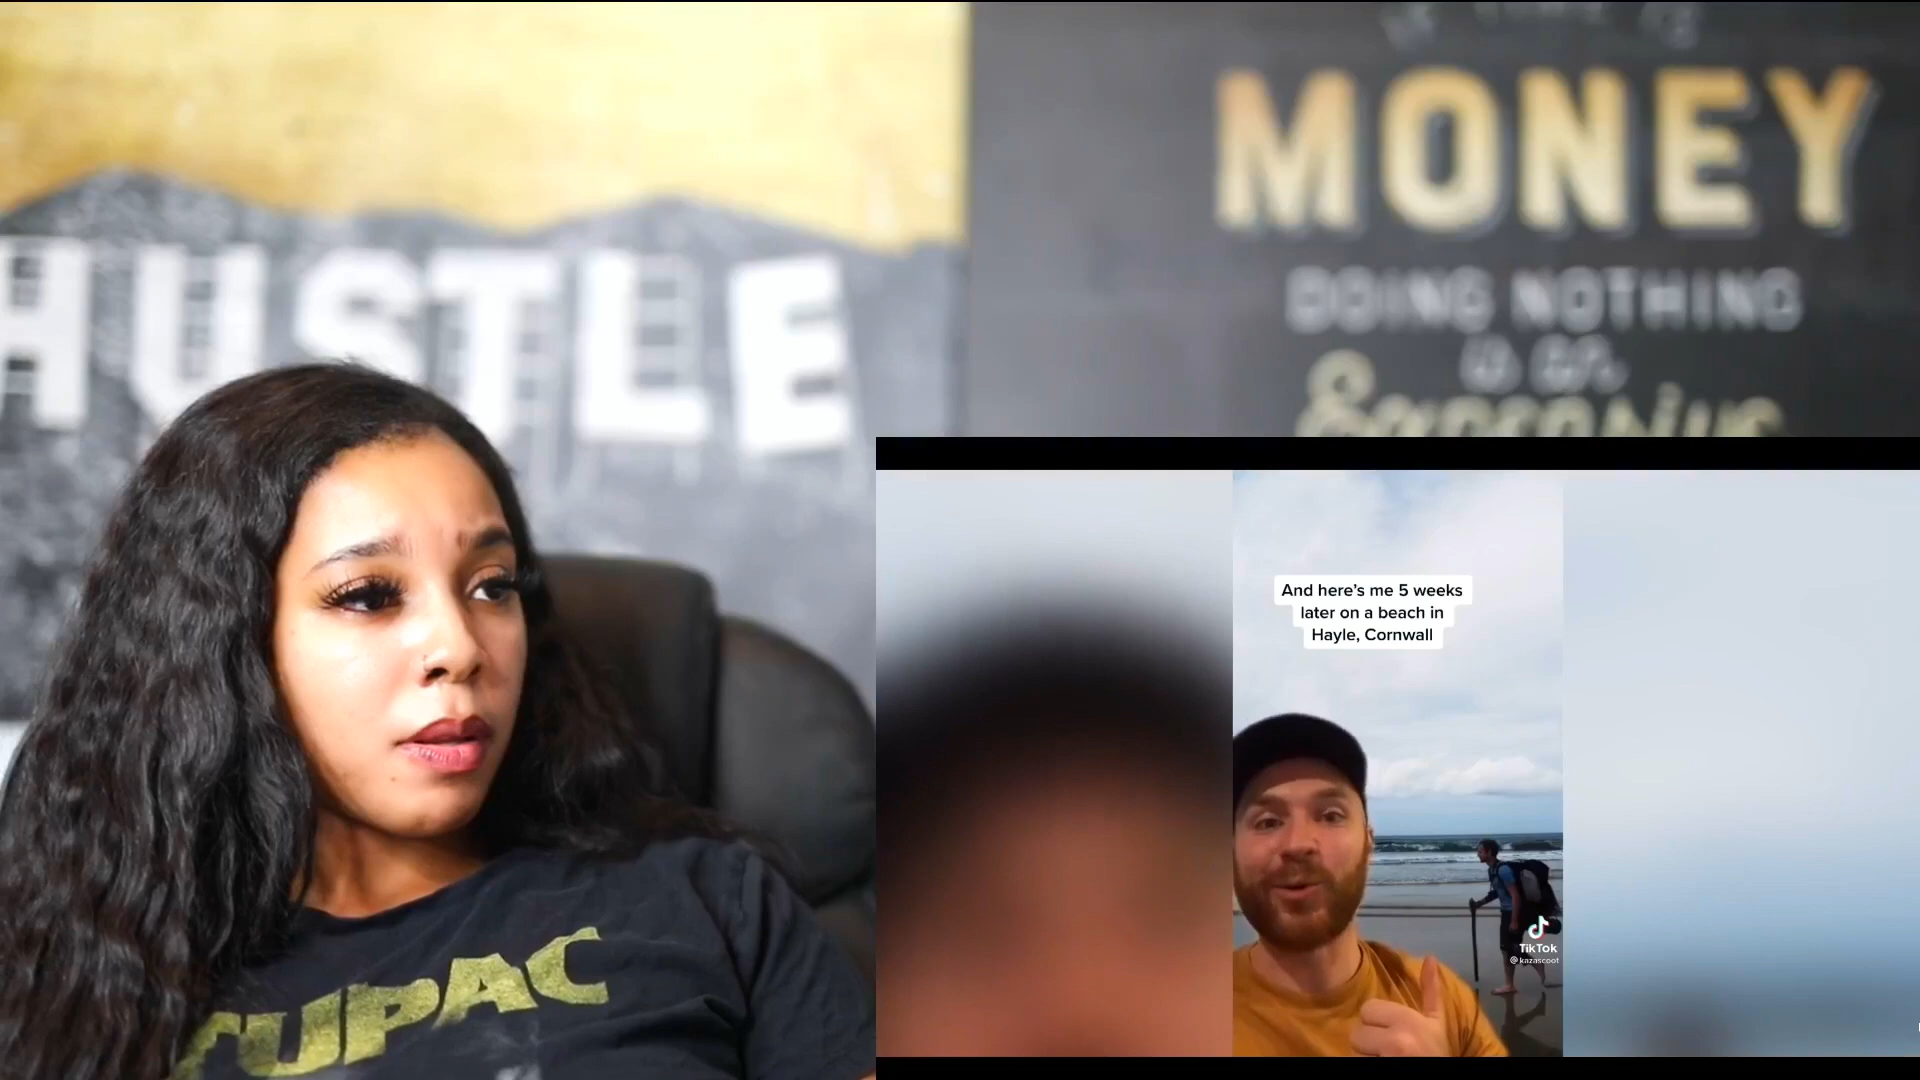 MONEY
DOING NOTHING
HUSTLE
And here's me 5 weeks
later on a beach in
Hayle, Cornwall
TikTok
@kazascoot
TUPAC